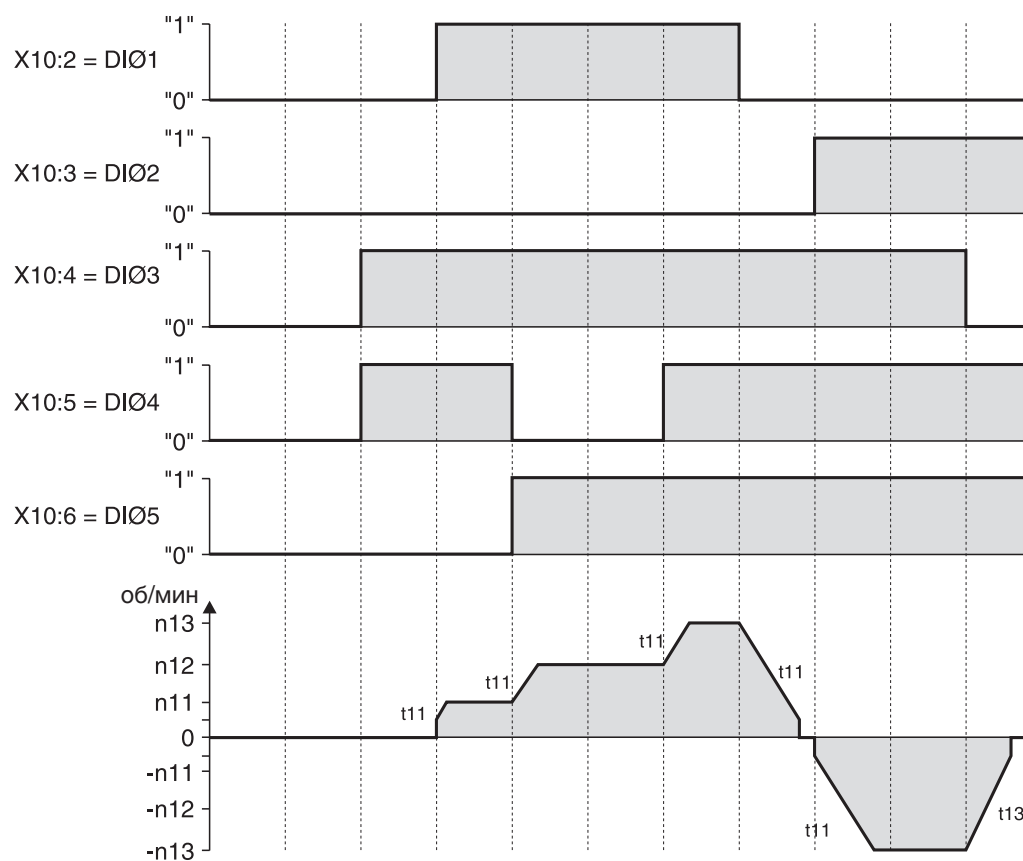 "1"
X10:2 = DIØ1
"0"
"1"
X10:3 = DIØ2
"0"
"1"
X10:4 = DIØ3
"0"
"1"
X10:5 = DIØ4
"0"
"1"
X10:6 = DIØ5
"0"
об/мин
n13
n12
n11
0
-n11
-n12
-n13
t11
t11
t11
t11
t11
t13